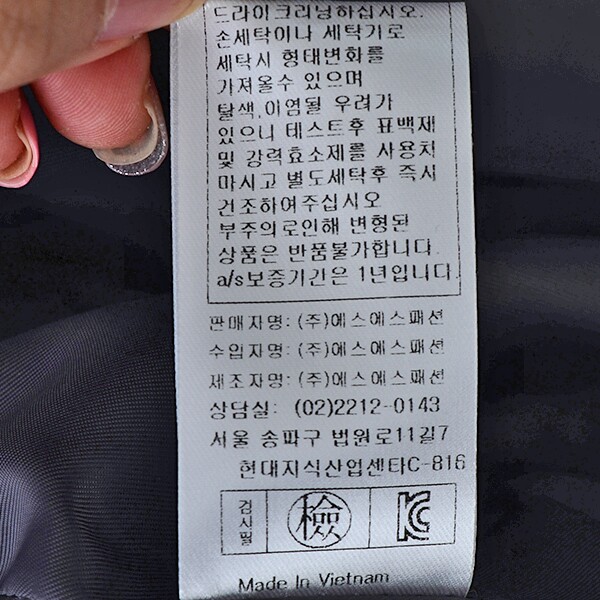 드라이크리닝하십시오.
손세탁이나 세탁기로
세탁시 형태변화를
가져올수 있으며
탈색,이염될 우려가
있으니 테스트후 표백재
및 강력효소제를 사용처
마시고 별도세탁후 즉시
건조하여주십시오
부주의로인해 변형된
상품은 반품불가합니다.
a/s보증기간은 1년입니다.
판매자명: (주)에스에스패션
수입자명: (주)에스에스패션
제조자명: (주)에스에스패션
상담실: (02)2212-0143
서울 송파구 법원로11길7
현대지식산업센타C-816
검사필 檢 KC
Made In Vietnam